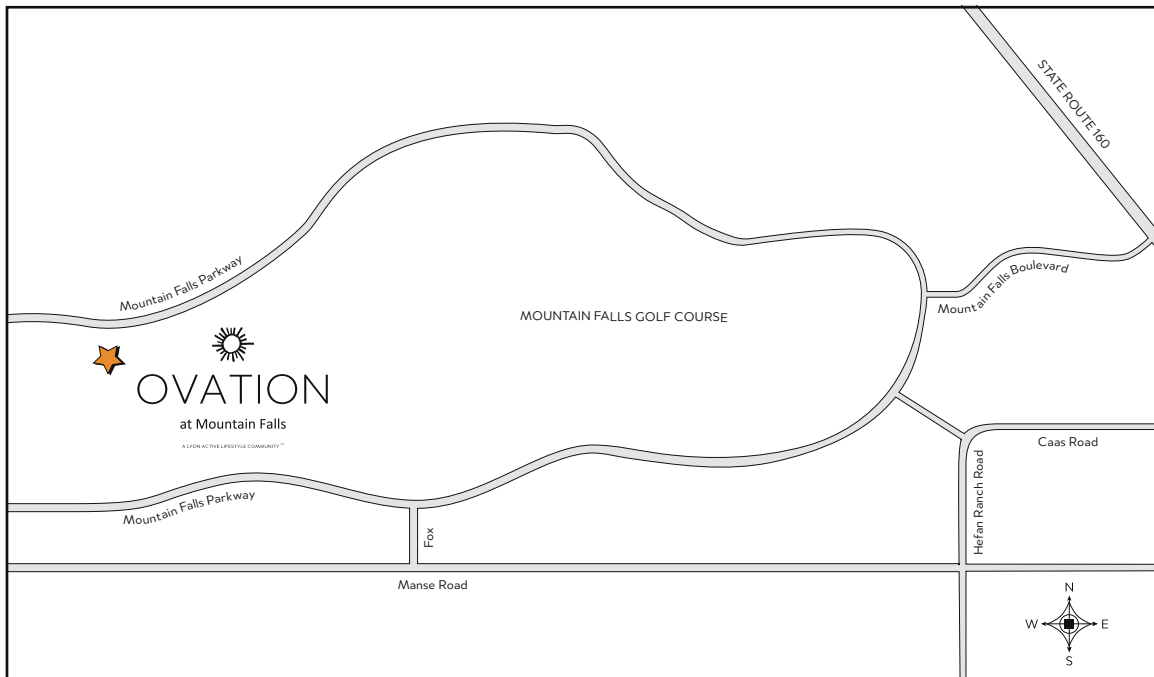 STATE ROUTE 160
Mountain Falls Parkway
Mountain Falls Boulevard
MOUNTAIN FALLS GOLF COURSE
OVATION
at Mountain Falls
A LYON ACTIVE LIFESTYLE COMMUNITY™
Caas Road
Hefan Ranch Road
Mountain Falls Parkway
Fox
Manse Road
N
W E
S